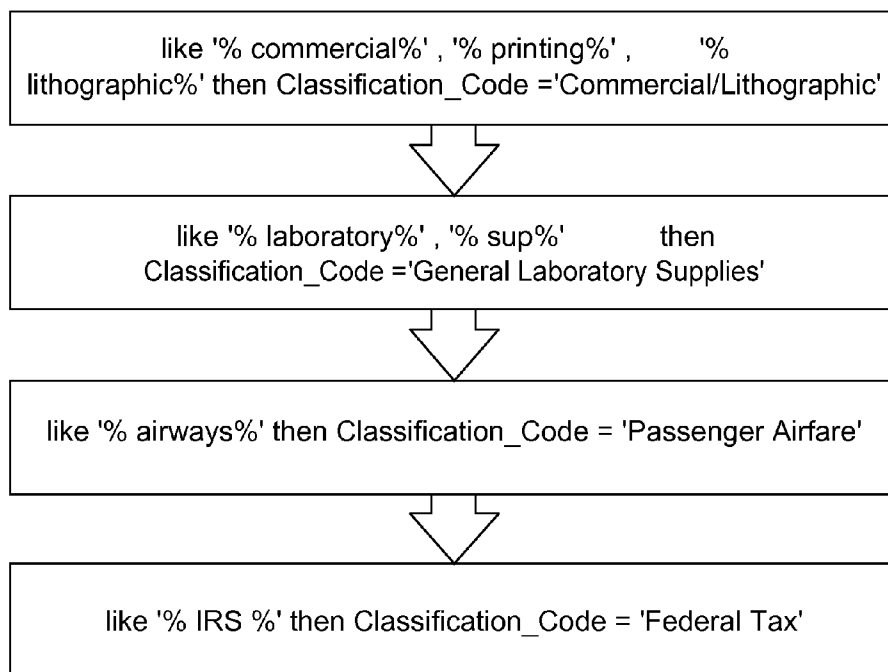 like '% commercial%' , '% printing%' , '%
lithographic%' then Classification_Code ='Commercial/Lithographic'
like '% laboratory%' , '% sup%' then
Classification_Code ='General Laboratory Supplies'
like '% airways%' then Classification_Code = 'Passenger Airfare'
like '% IRS %' then Classification_Code = 'Federal Tax'